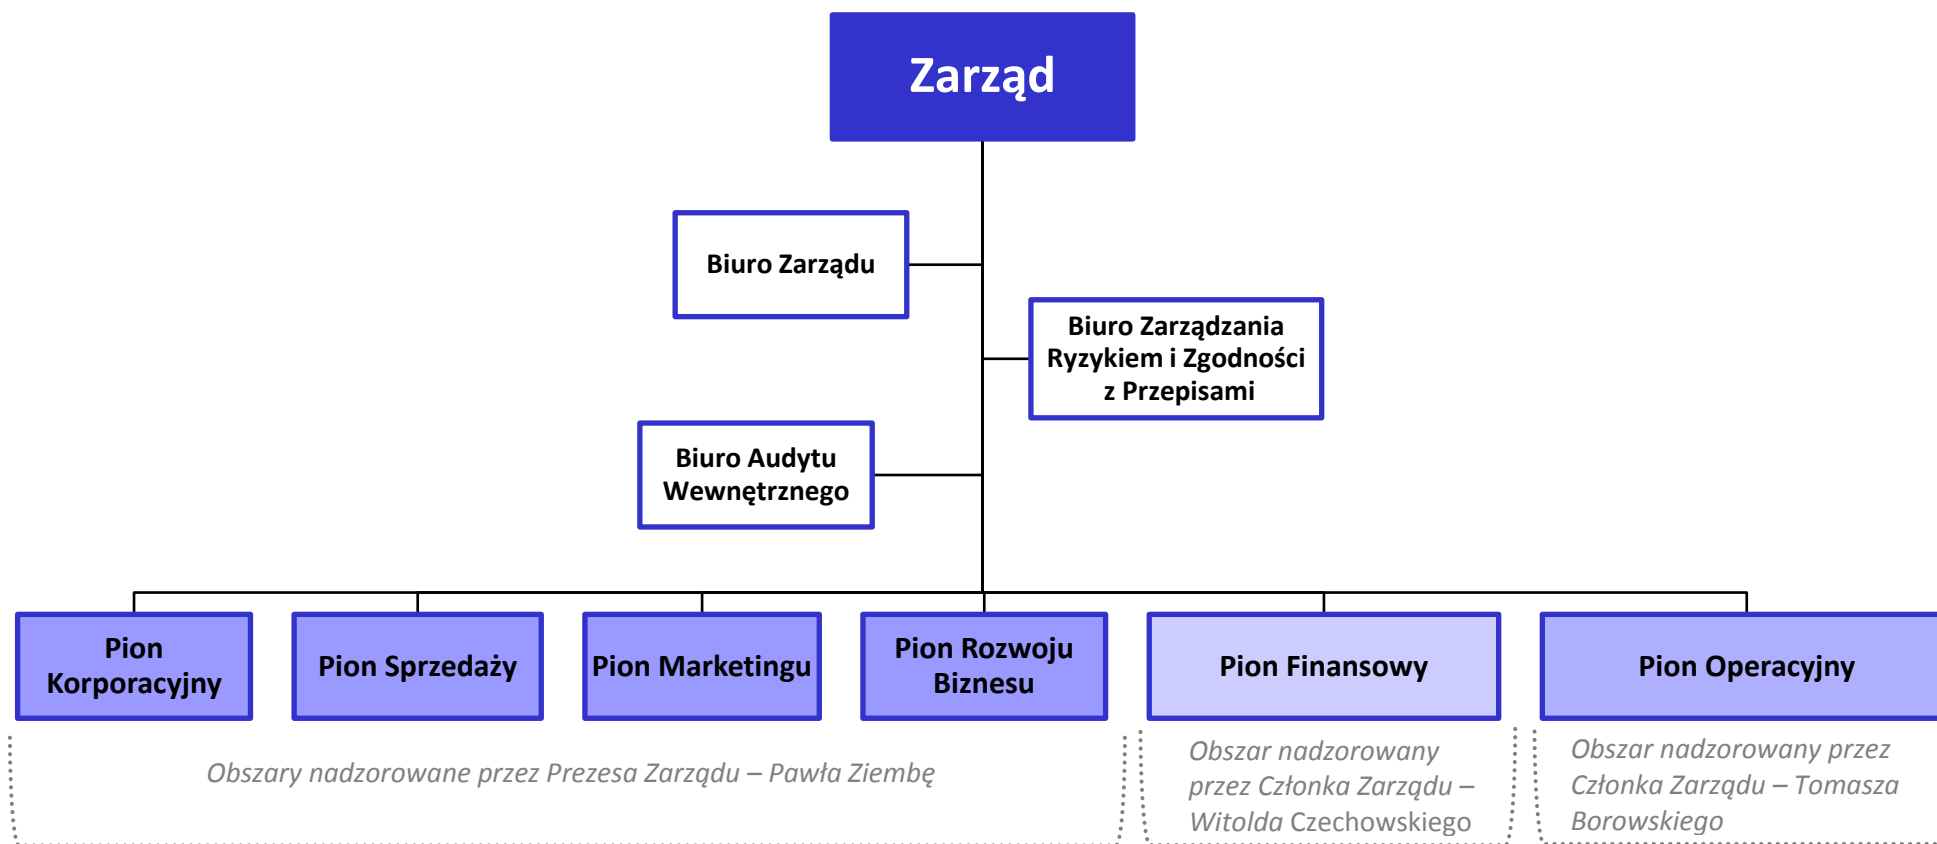 Zarząd
Biuro Zarządu
Biuro Zarządzania
Ryzykiem i Zgodności
z Przepisami
Biuro Audytu
Wewnętrznego
Pion
Korporacyjny
Pion Sprzedaży
Pion Marketingu
Pion Rozwoju
Biznesu
Pion Finansowy
Pion Operacyjny
Obszary nadzorowane przez Prezesa Zarządu – Pawła Ziembę
Obszar nadzorowany
przez Członka Zarządu –
Witolda Czechowskiego
Obszar nadzorowany przez
Członka Zarządu – Tomasza
Borowskiego